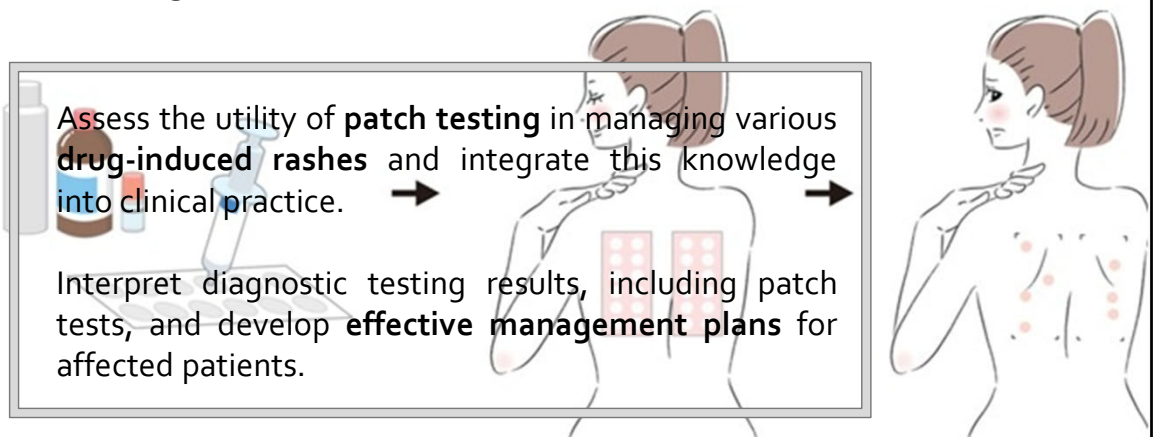 Assess the utility of patch testing in managing various
drug-induced rashes and integrate this knowledge
into clinical practice.
Interpret diagnostic testing results, including patch
tests, and develop effective management plans for
affected patients.